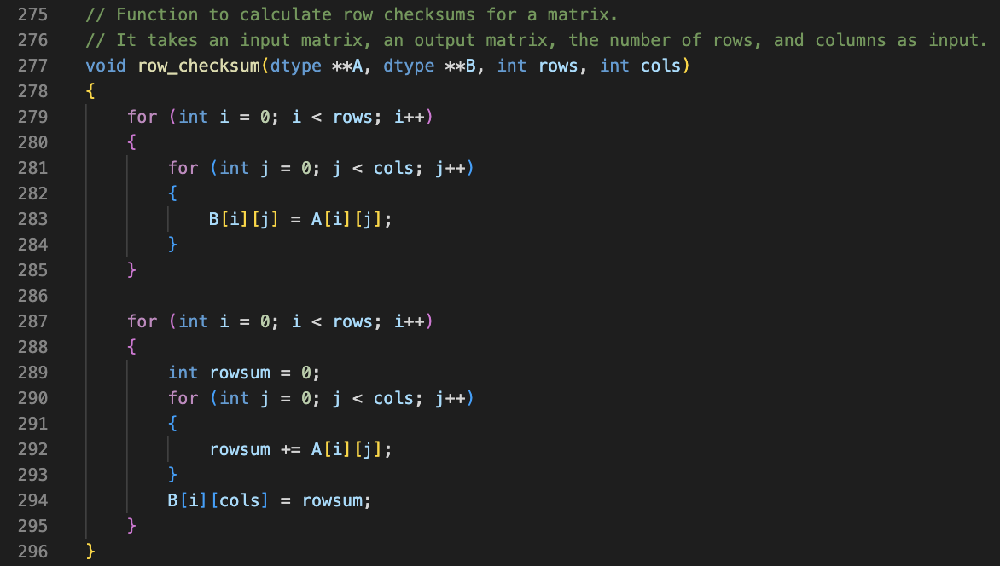 275 // Function to calculate row checksums for a matrix.
276 // It takes an input matrix, an output matrix, the number of rows, and columns as input.
277 void row_checksum(dtype **A, dtype **B, int rows, int cols)
278 {
279     for (int i = 0; i < rows; i++)
280     {
281         for (int j = 0; j < cols; j++)
282         {
283             B[i][j] = A[i][j];
284         }
285     }
286
287     for (int i = 0; i < rows; i++)
288     {
289         int rowsum = 0;
290         for (int j = 0; j < cols; j++)
291         {
292             rowsum += A[i][j];
293         }
294         B[i][cols] = rowsum;
295     }
296 }